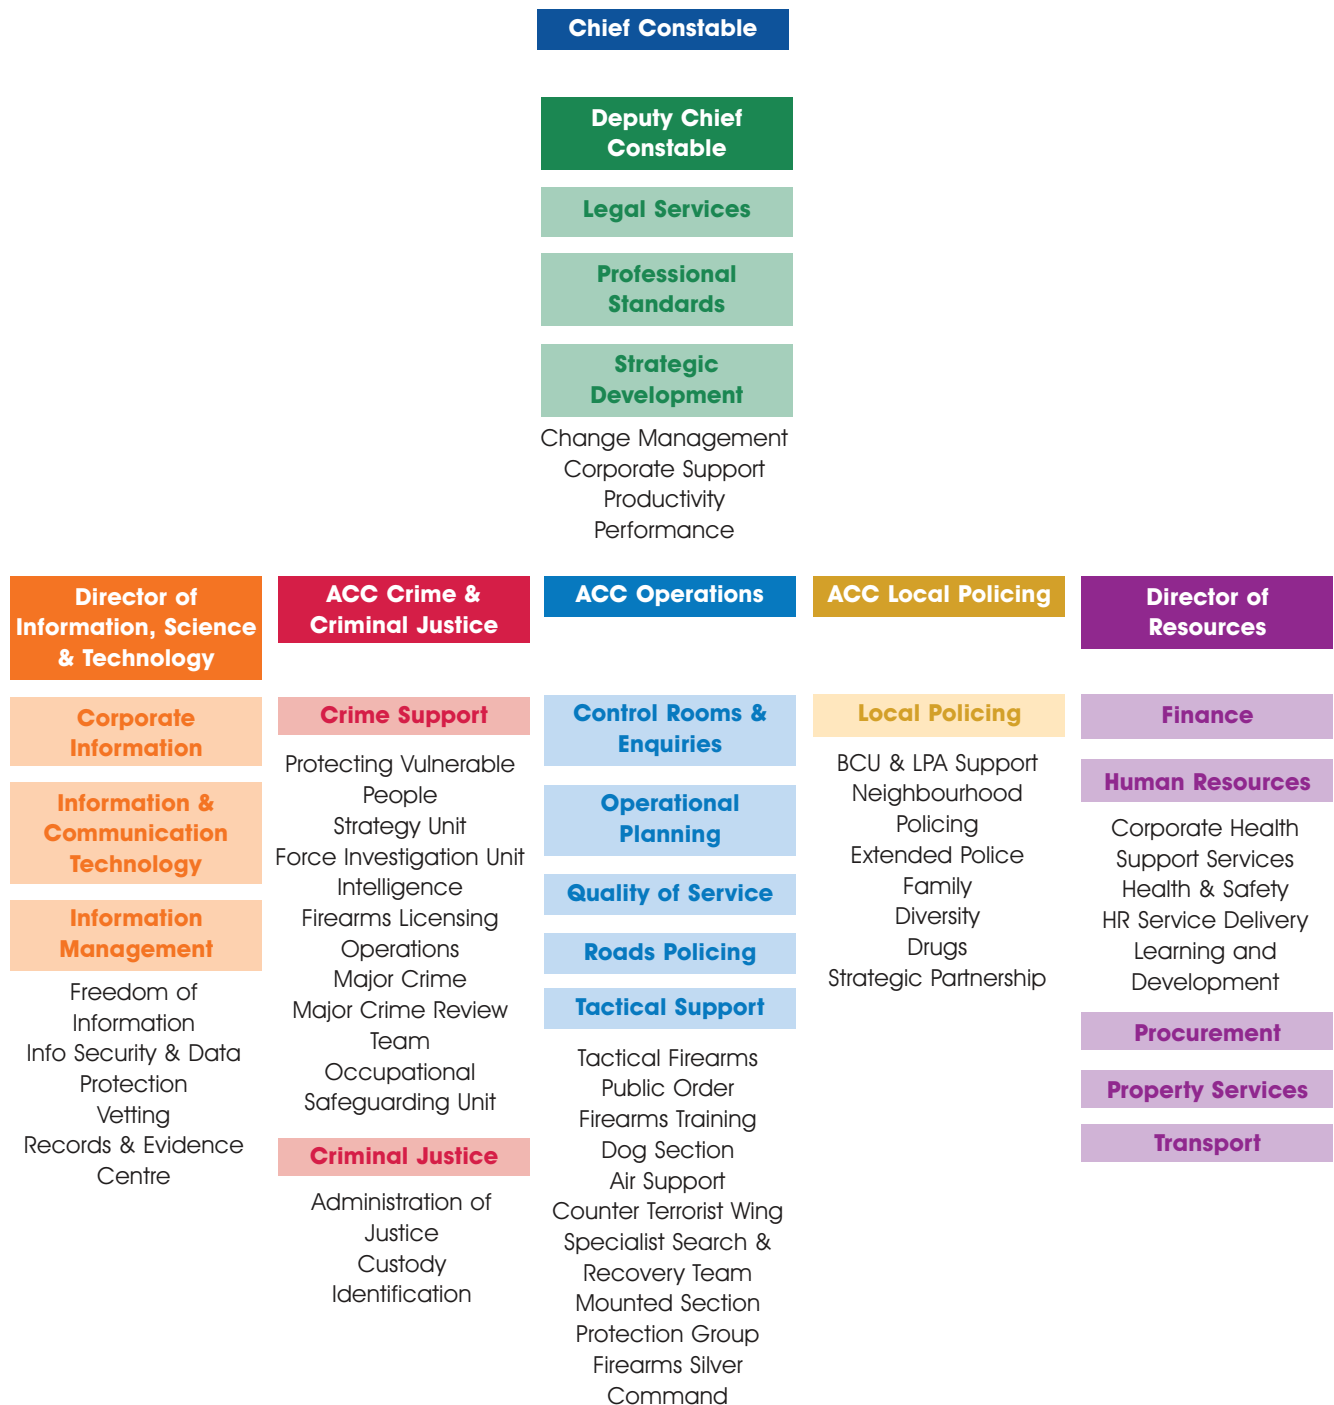 Chief Constable
Deputy Chief
Constable
Legal Services
Professional
Standards
Strategic
Development
Change Management
Corporate Support
Productivity
Performance
Director of
Information, Science
& Technology
Corporate
Information
Information &
Communication
Technology
Information
Management
Freedom of
Information
Info Security & Data
Protection
Vetting
Records & Evidence
Centre
ACC Crime &
Criminal Justice
Crime Support
Protecting Vulnerable
People
Strategy Unit
Force Investigation Unit
Intelligence
Firearms Licensing
Operations
Major Crime
Major Crime Review
Team
Occupational
Safeguarding Unit
Criminal Justice
Administration of
Justice
Custody
Identification
ACC Operations
Control Rooms &
Enquiries
Operational
Planning
Quality of Service
Roads Policing
Tactical Support
Tactical Firearms
Public Order
Firearms Training
Dog Section
Air Support
Counter Terrorist Wing
Specialist Search &
Recovery Team
Mounted Section
Protection Group
Firearms Silver
Command
ACC Local Policing
Local Policing
BCU & LPA Support
Neighbourhood
Policing
Extended Police
Family
Diversity
Drugs
Strategic Partnership
Director of
Resources
Finance
Human Resources
Corporate Health
Support Services
Health & Safety
HR Service Delivery
Learning and
Development
Procurement
Property Services
Transport